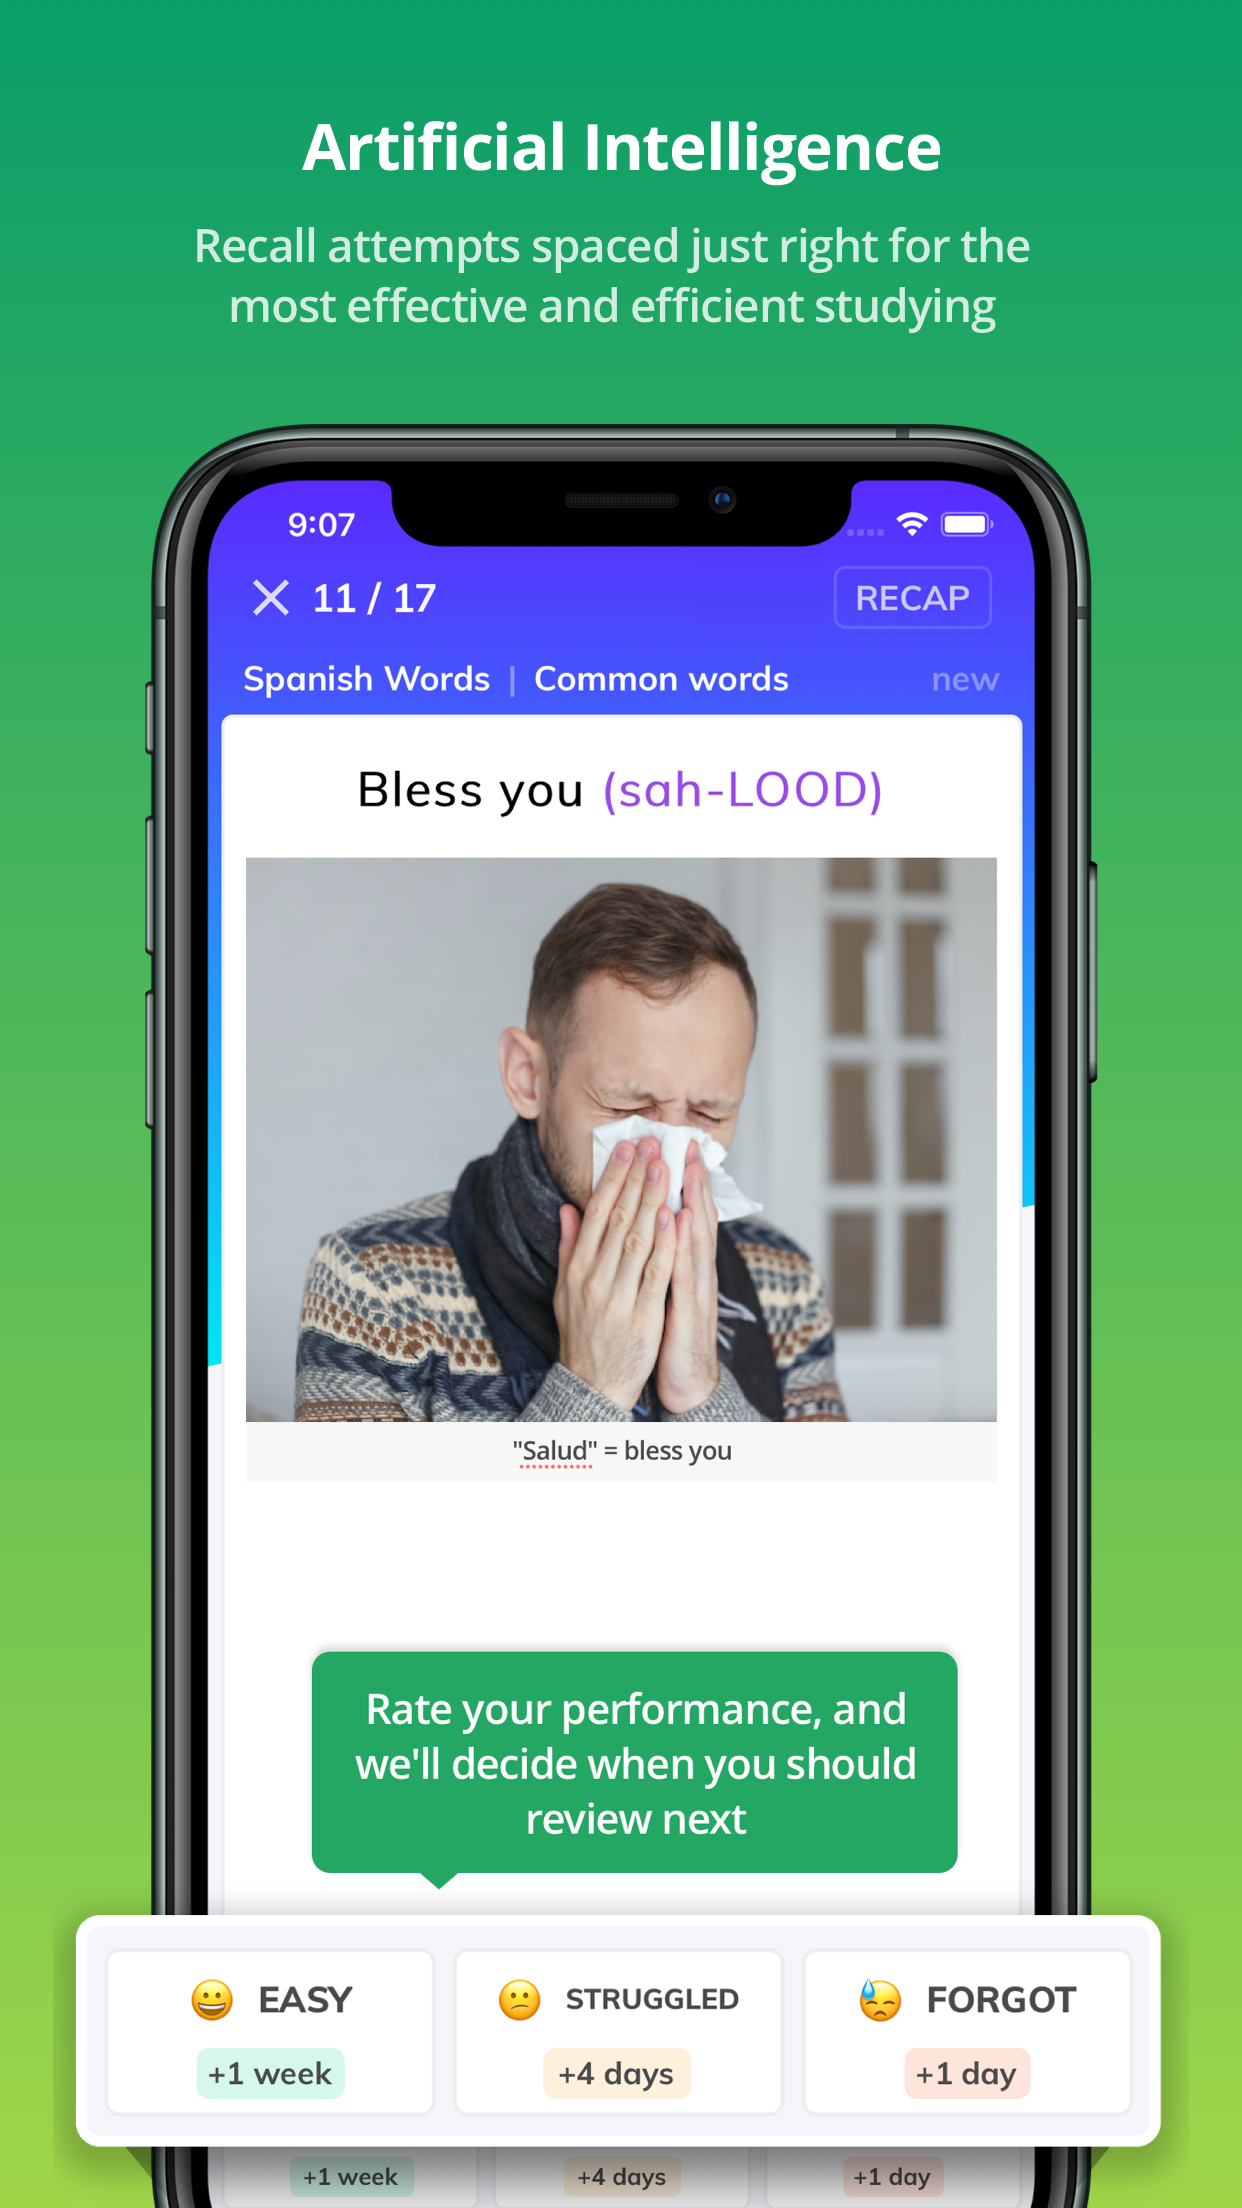 Artificial Intelligence
Recall attempts spaced just right for the
most effective and efficient studying
9:07
11 / 17
RECAP
Spanish Words | Common words
new
Bless you (sah-LOOD)
"Salud" = bless you
Rate your performance, and
we'll decide when you should
review next
😀 EASY
+1 week
😕 STRUGGLED
+4 days
😓 FORGOT
+1 day
+1 week
+4 days
+1 day